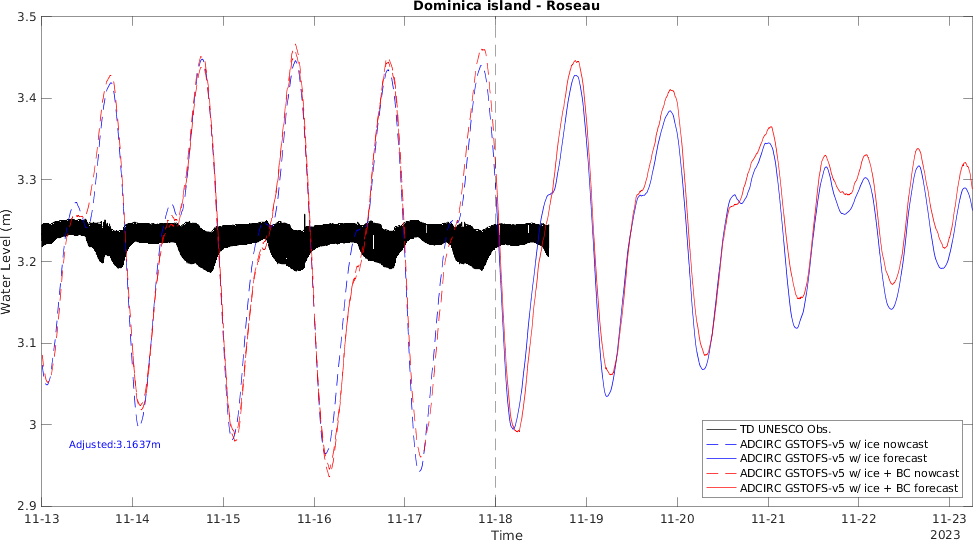 Dominica island - Roseau
3.5
3.4
3.3
3.2
3.1
3
2.9
Water Level (m)
Adjusted:3.1637m
TD UNESCO Obs.
ADCIRC GSTOFS-v5 w/ ice nowcast
ADCIRC GSTOFS-v5 w/ ice forecast
ADCIRC GSTOFS-v5 w/ ice + BC nowcast
ADCIRC GSTOFS-v5 w/ ice + BC forecast
11-13 11-14 11-15 11-16 11-17 11-18 11-19 11-20 11-21 11-22 11-23
Time
2023